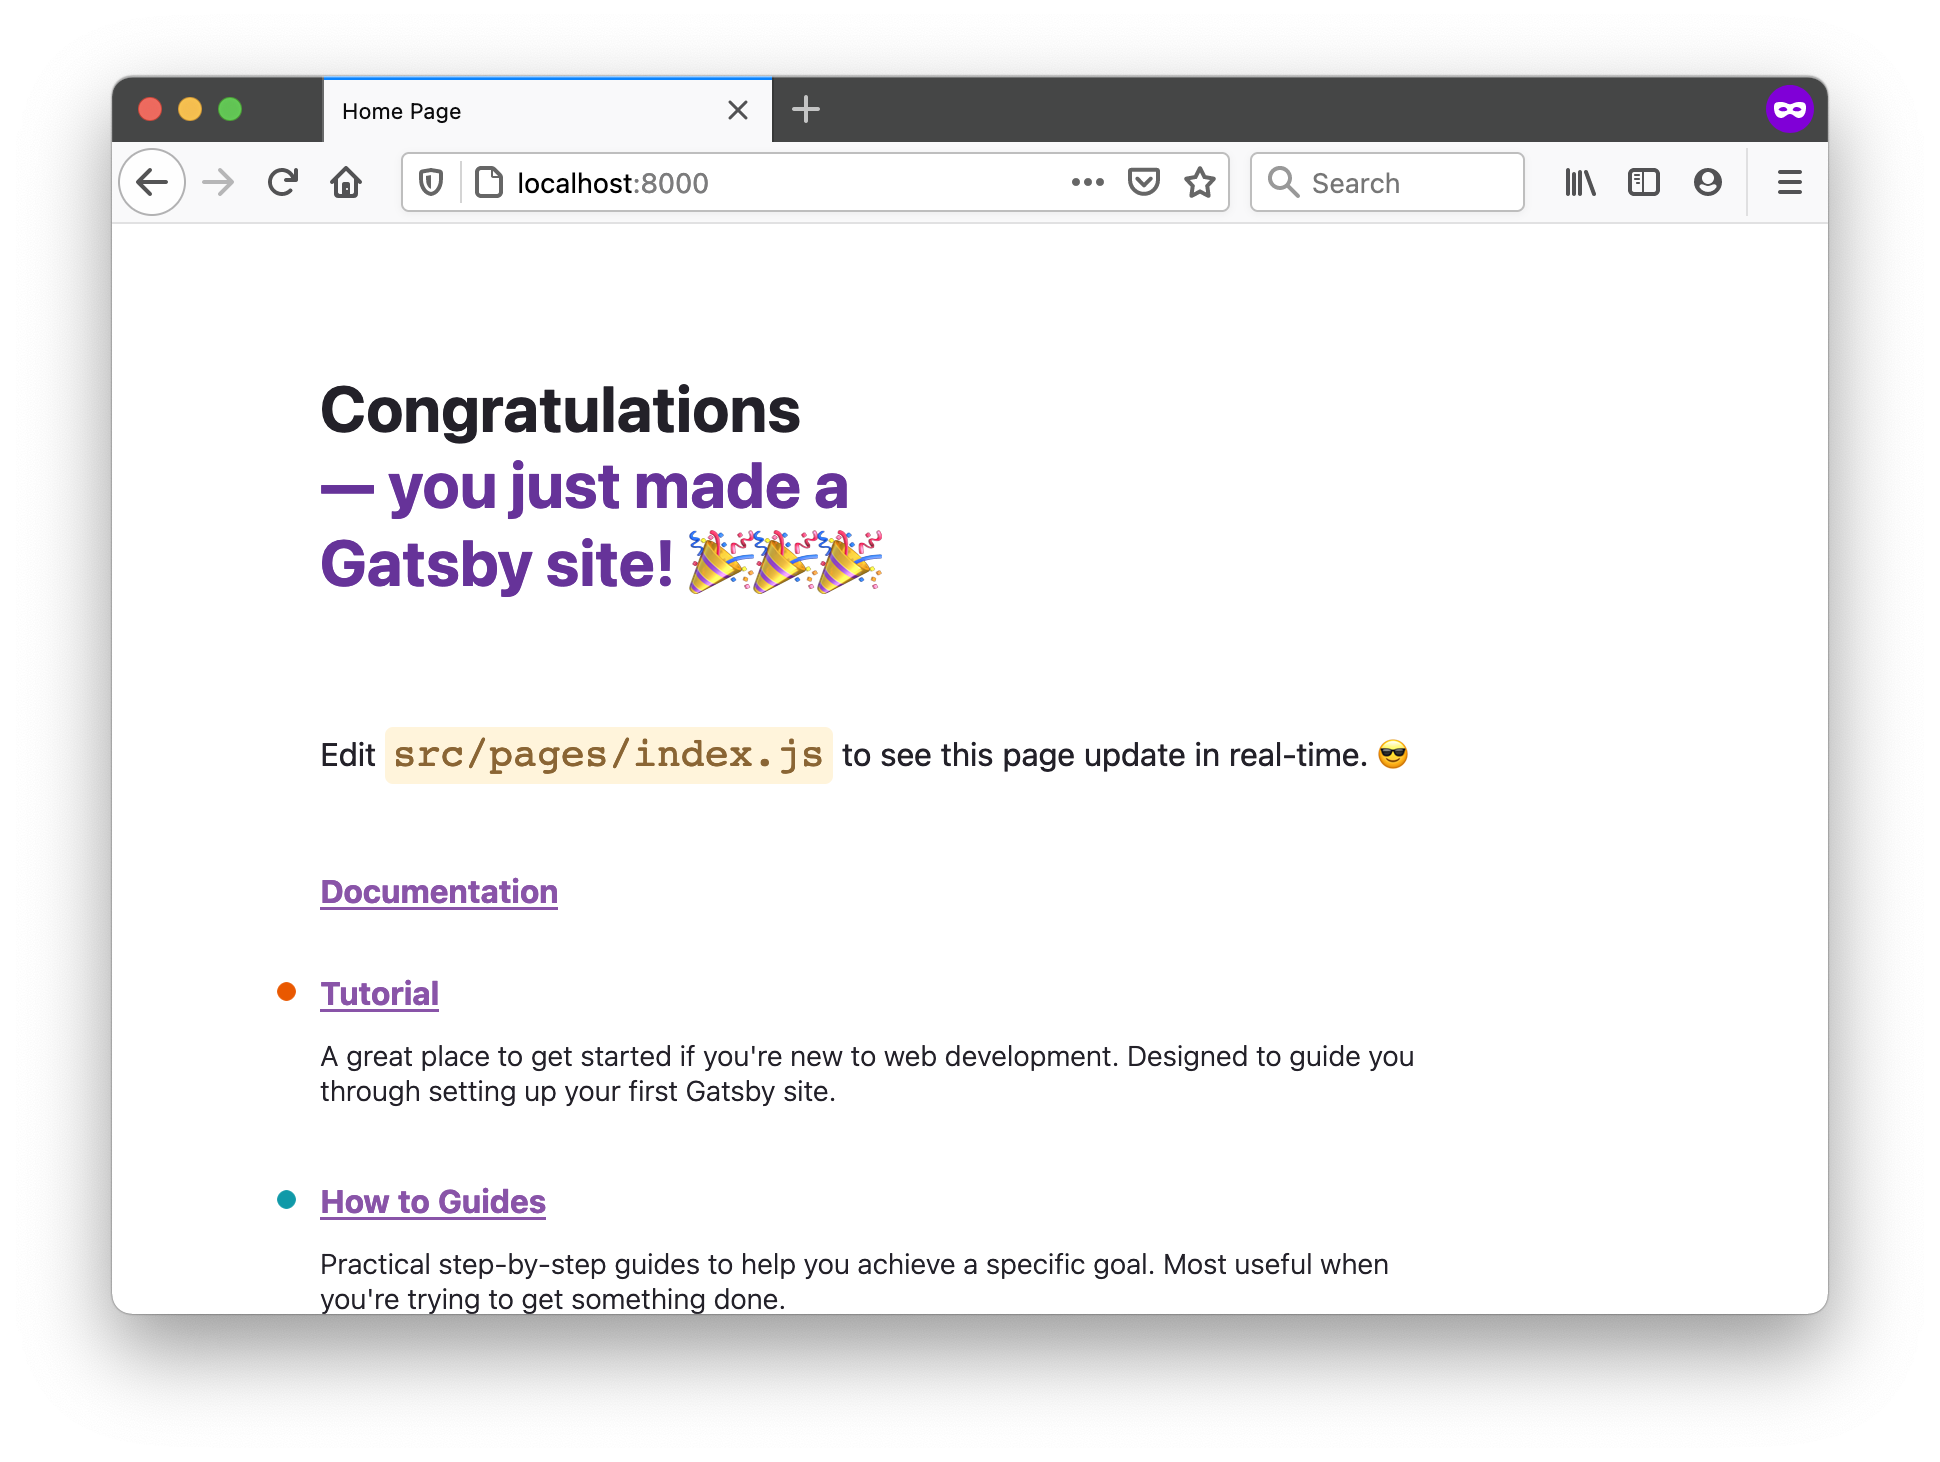 Home Page
localhost:8000
Search
Congratulations
— you just made a
Gatsby site! 🎉🎉🎉
Edit src/pages/index.js to see this page update in real-time. 😎
Documentation
Tutorial
A great place to get started if you're new to web development. Designed to guide you
through setting up your first Gatsby site.
How to Guides
Practical step-by-step guides to help you achieve a specific goal. Most useful when
you're trying to get something done.